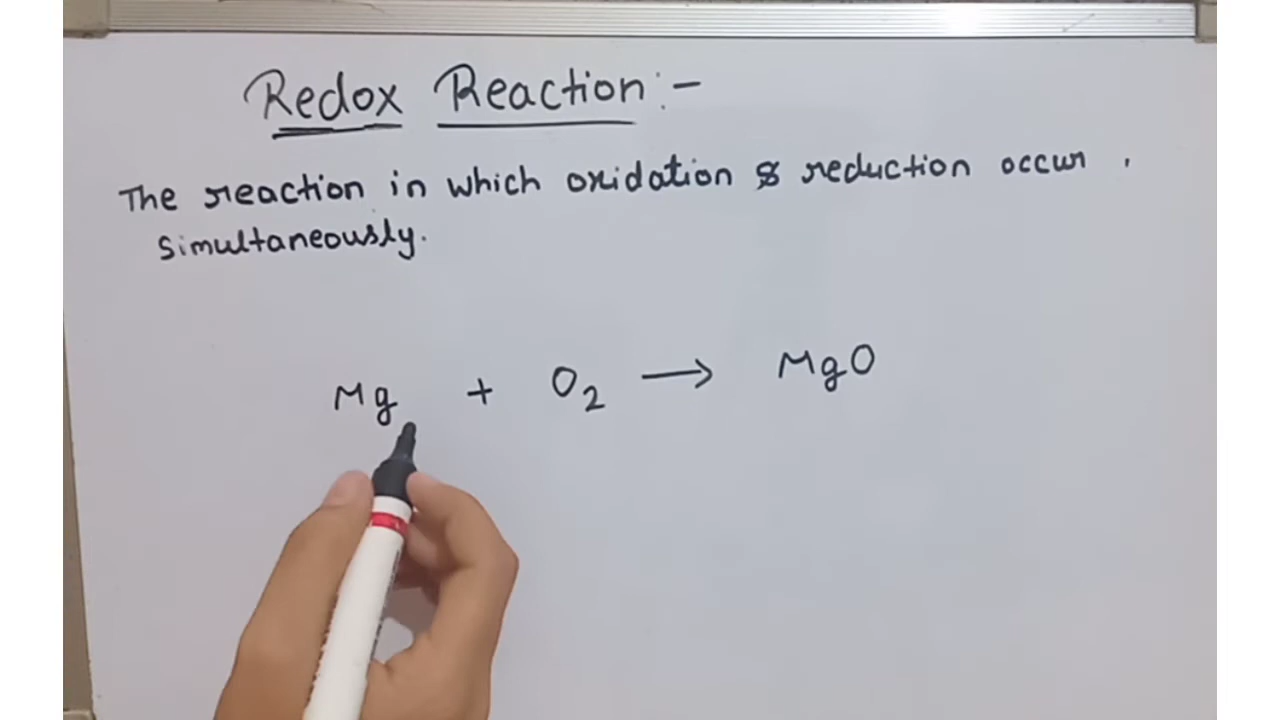 Redox Reaction :-
The reaction in which oxidation & reduction occur .
simultaneously.
Mg + O2 → MgO